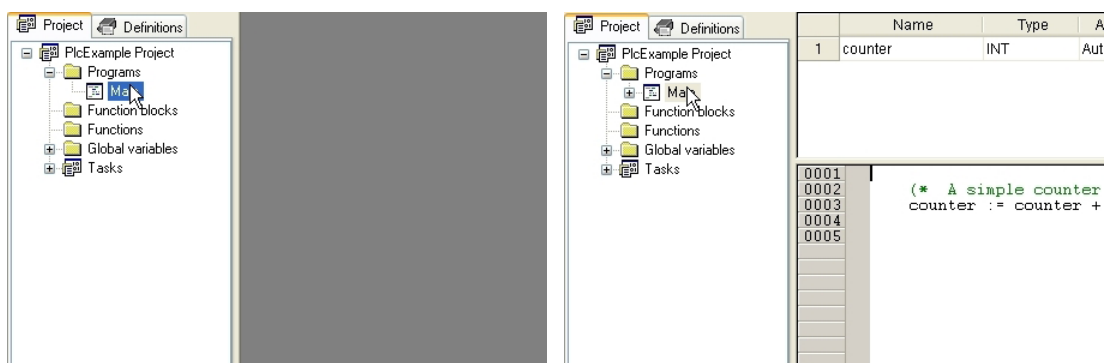 Project Definitions
PlcExample Project
Programs
Function blocks
Functions
Global variables
Tasks
Project Definitions
PlcExample Project
Programs
Function blocks
Functions
Global variables
Tasks
Name Type
1 counter INT
0001
0002 (* A simple counter
0003 counter := counter +
0004
0005